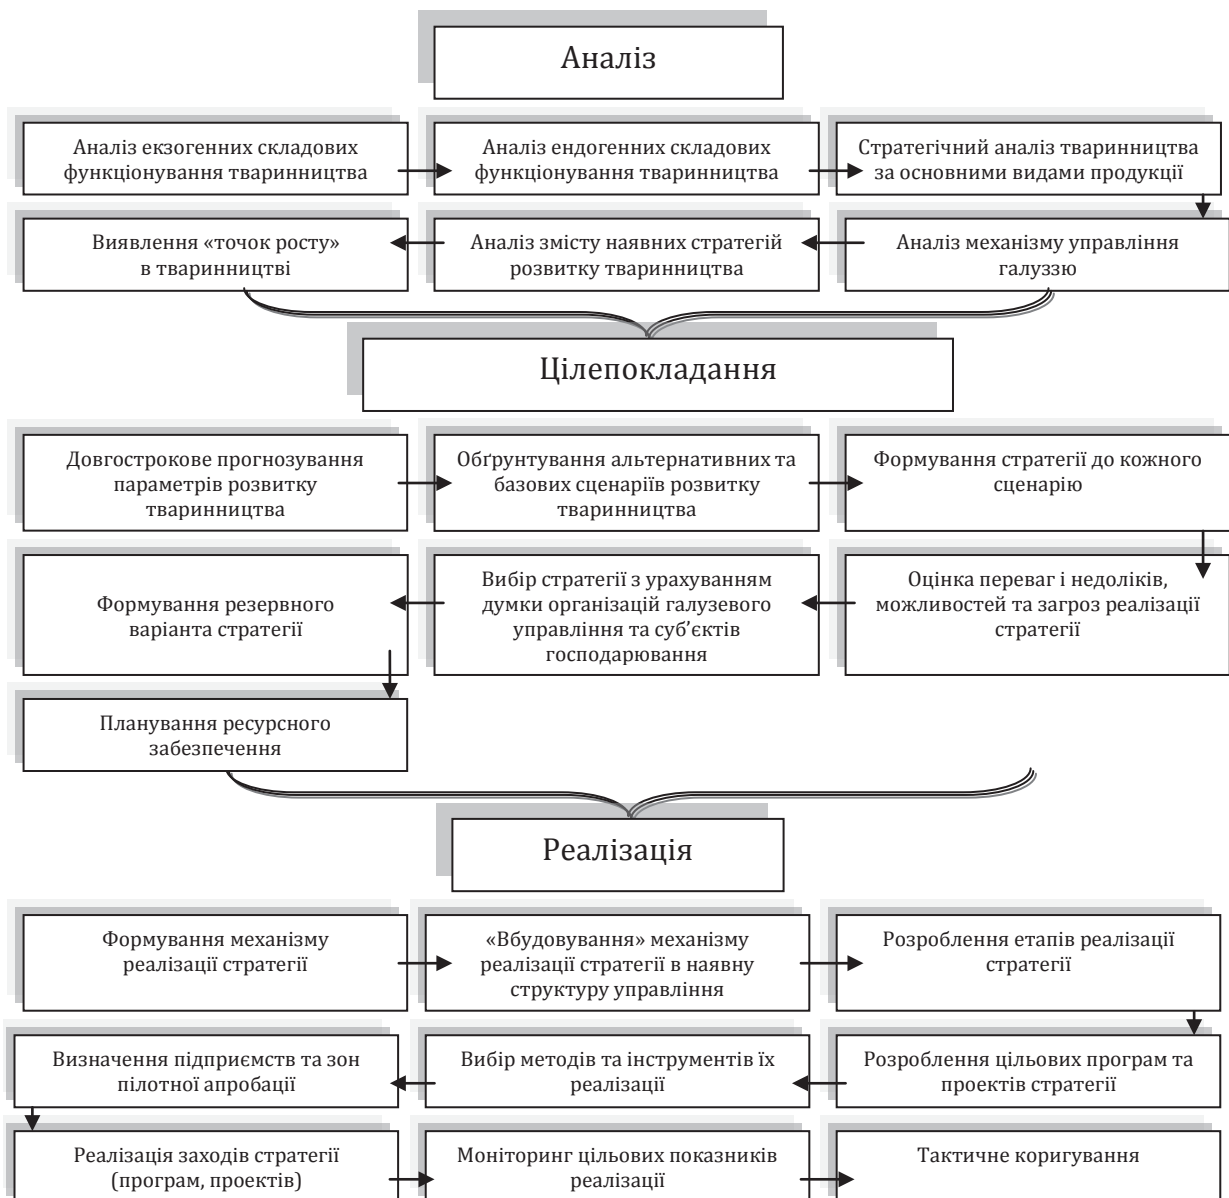 Аналіз
Аналіз екзогенних складових
функціонування тваринництва
Аналіз ендогенних складових
функціонування тваринництва
Стратегічний аналіз тваринництва
за основними видами продукції
Виявлення «точок росту»
в тваринництві
Аналіз змісту наявних стратегій
розвитку тваринництва
Аналіз механізму управління
галуззю
Цілепокладання
Довгострокове прогнозування
параметрів розвитку
тваринництва
Обґрунтування альтернативних та
базових сценаріїв розвитку
тваринництва
Формування стратегії до кожного
сценарію
Формування резервного
варіанта стратегії
Вибір стратегії з урахуванням
думки організацій галузевого
управління та суб’єктів
господарювання
Оцінка переваг і недоліків,
можливостей та загроз реалізації
стратегії
Планування ресурсного
забезпечення
Реалізація
Формування механізму
реалізації стратегії
«Вбудовування» механізму
реалізації стратегії в наявну
структуру управління
Розроблення етапів реалізації
стратегії
Визначення підприємств та зон
пілотної апробації
Вибір методів та інструментів їх
реалізації
Розроблення цільових програм та
проектів стратегії
Реалізація заходів стратегії
(програм, проектів)
Моніторинг цільових показників
реалізації
Тактичне коригування